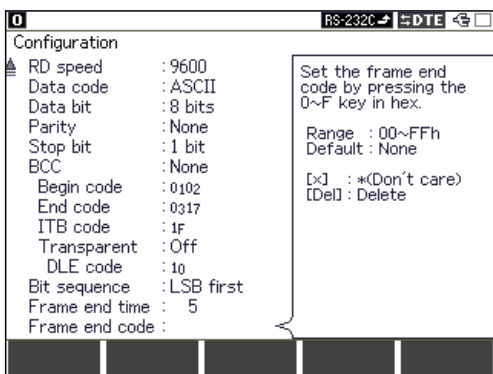 0 RS-232C DTE
Configuration
RD speed : 9600
Data code : ASCII
Data bit : 8 bits
Parity : None
Stop bit : 1 bit
BCC : None
Begin code : 0102
End code : 0317
ITB code : 1F
Transparent : Off
DLE code : 10
Bit sequence : LSB first
Frame end time : 5
Frame end code :
Set the frame end
code by pressing the
0~F key in hex.
Range : 00~FFh
Default : None
[x] : *(Don't care)
[Del] : Delete